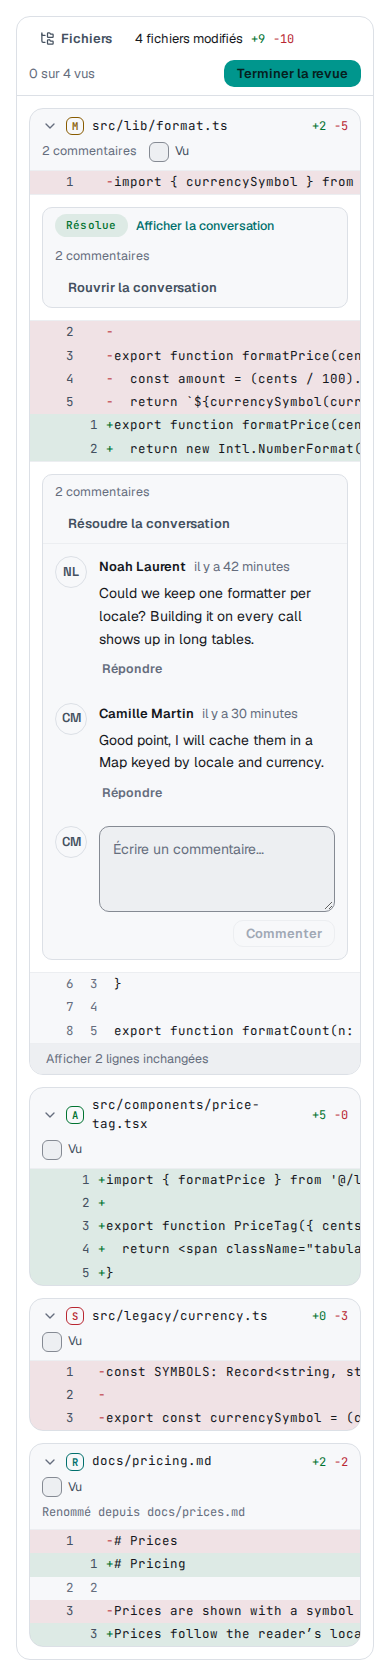 Fichiers 4 fichiers modifiés +9 -10
0 sur 4 vus Terminer la revue
M src/lib/format.ts +2 -5
2 commentaires Vu
1 -import { currencySymbol } from
Résolue Afficher la conversation
2 commentaires
Rouvrir la conversation
2 -
3 -export function formatPrice(cen
4 -  const amount = (cents / 100).
5 -  return `${currencySymbol(curr
1 +export function formatPrice(cen
2 +  return new Intl.NumberFormat(
2 commentaires
Résoudre la conversation
NL Noah Laurent il y a 42 minutes
Could we keep one formatter per
locale? Building it on every call
shows up in long tables.
Répondre
CM Camille Martin il y a 30 minutes
Good point, I will cache them in a
Map keyed by locale and currency.
Répondre
CM Écrire un commentaire…
Commenter
6 3 }
7 4
8 5 export function formatCount(n:
Afficher 2 lignes inchangées
A src/components/price-
tag.tsx +5 -0
Vu
1 +import { formatPrice } from '@/l
2 +
3 +export function PriceTag({ cents
4 +  return <span className="tabula
5 +}
S src/legacy/currency.ts +0 -3
Vu
1 -const SYMBOLS: Record<string, st
2 -
3 -export const currencySymbol = (c
R docs/pricing.md +2 -2
Vu
Renommé depuis docs/prices.md
1 -# Prices
1 +# Pricing
2 2
3 -Prices are shown with a symbol
3 +Prices follow the reader’s loca